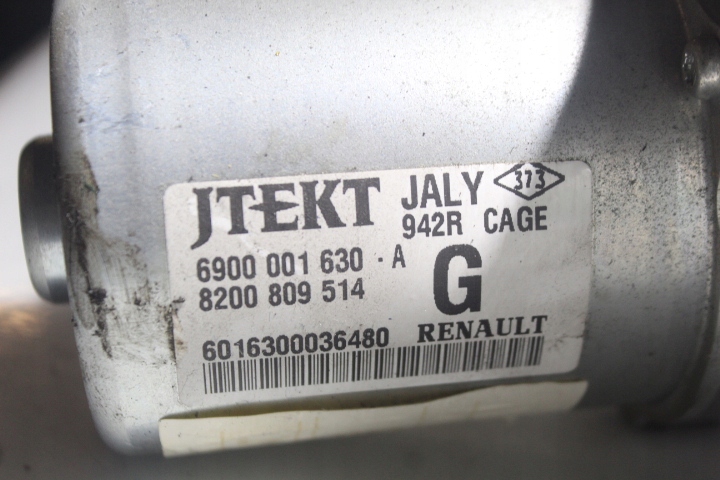 JTEKT JALY 373
942R CAGE
6900 001 630 - A
8200 809 514 G
6016300036480 RENAULT